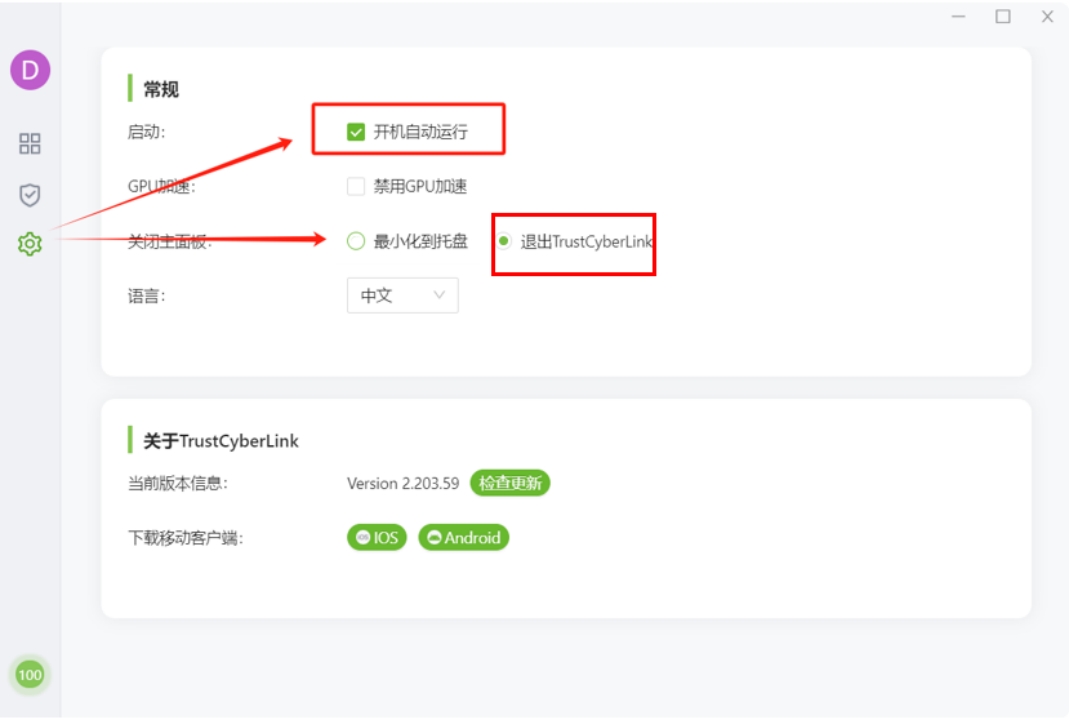 D
常规
启动:
开机自动运行
GPU加速:
禁用GPU加速
关闭主面板:
最小化到托盘
退出TrustCyberLink
语言:
中文
关于TrustCyberLink
当前版本信息:
Version 2.203.59
检查更新
下载移动客户端:
IOS
Android
100